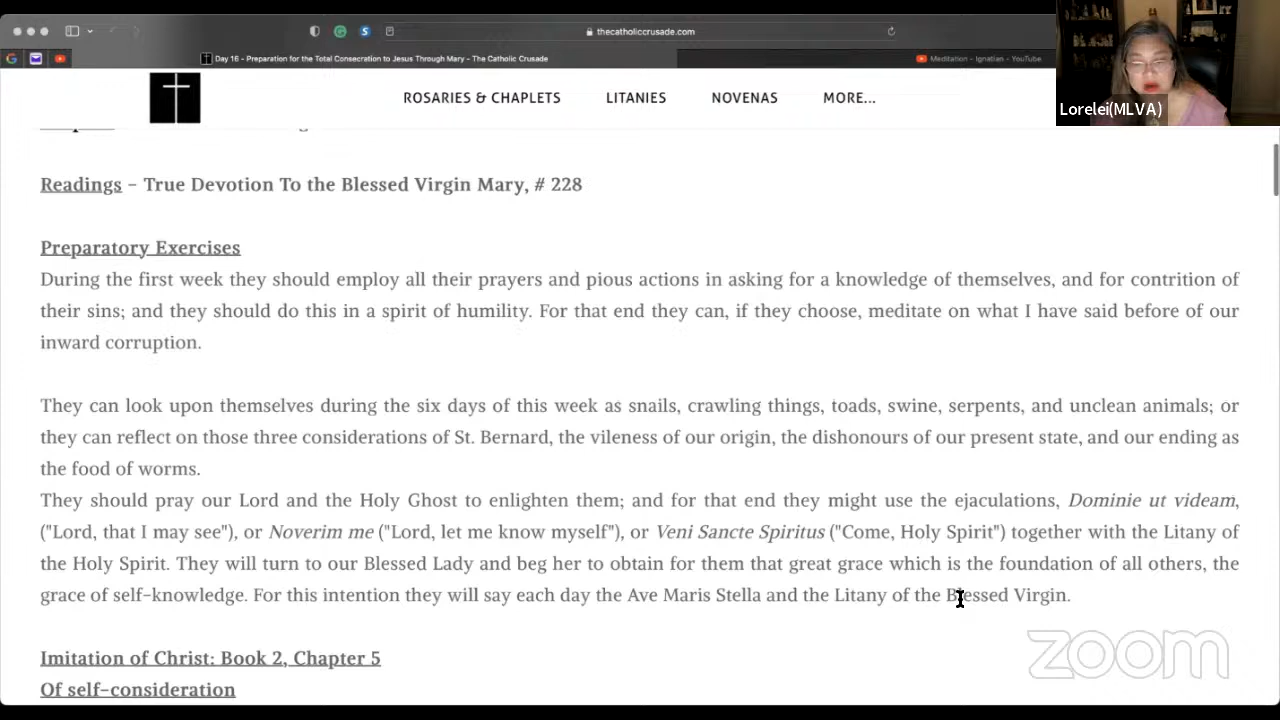 thecatholiccrusade.com
Day 16 - Preparation for the Total Consecration to Jesus Through Mary - The Catholic Crusade
Meditation - Ignatian - YouTube
Lorelei(MLVA)
ROSARIES & CHAPLETS LITANIES NOVENAS MORE...
Readings – True Devotion To the Blessed Virgin Mary, # 228
Preparatory Exercises
During the first week they should employ all their prayers and pious actions in asking for a knowledge of themselves, and for contrition of
their sins; and they should do this in a spirit of humility. For that end they can, if they choose, meditate on what I have said before of our
inward corruption.
They can look upon themselves during the six days of this week as snails, crawling things, toads, swine, serpents, and unclean animals; or
they can reflect on those three considerations of St. Bernard, the vileness of our origin, the dishonours of our present state, and our ending as
the food of worms.
They should pray our Lord and the Holy Ghost to enlighten them; and for that end they might use the ejaculations, Dominie ut videam,
("Lord, that I may see"), or Noverim me ("Lord, let me know myself"), or Veni Sancte Spiritus ("Come, Holy Spirit") together with the Litany of
the Holy Spirit. They will turn to our Blessed Lady and beg her to obtain for them that great grace which is the foundation of all others, the
grace of self-knowledge. For this intention they will say each day the Ave Maris Stella and the Litany of the Blessed Virgin.
Imitation of Christ: Book 2, Chapter 5
Of self-consideration
zoom